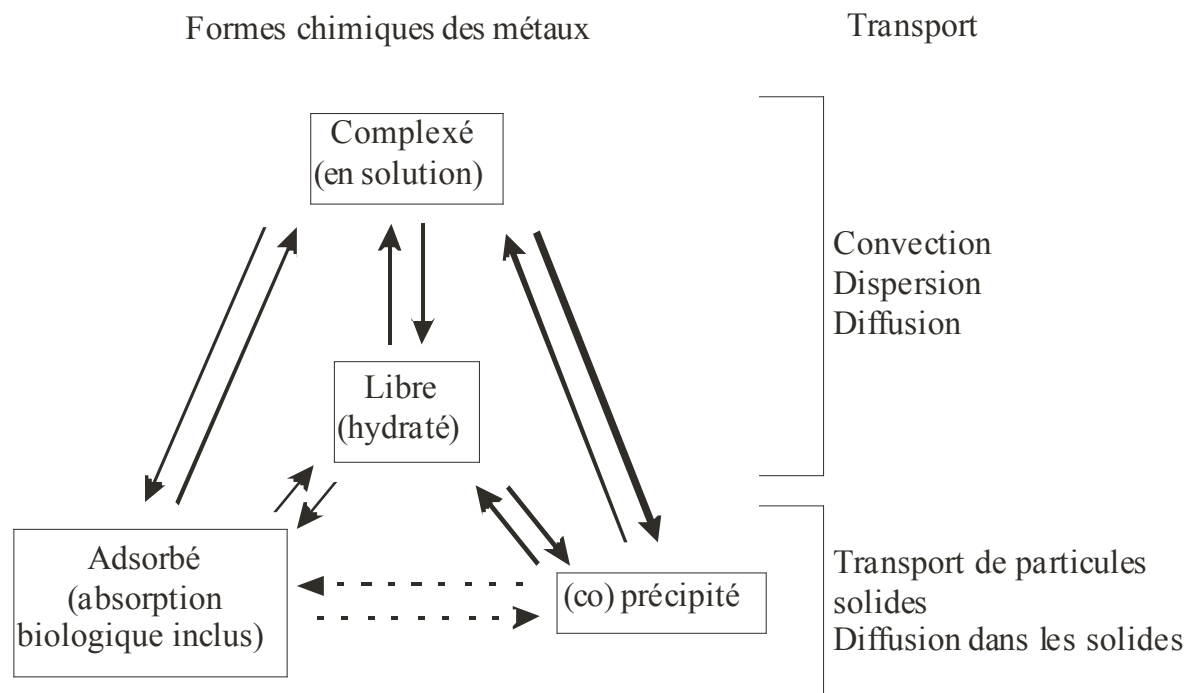 Formes chimiques des métaux
Transport
Complexé
(en solution)
Convection
Dispersion
Diffusion
Libre
(hydraté)
Adsorbé
(absorption
biologique inclus)
(co) précipité
Transport de particules
solides
Diffusion dans les solides